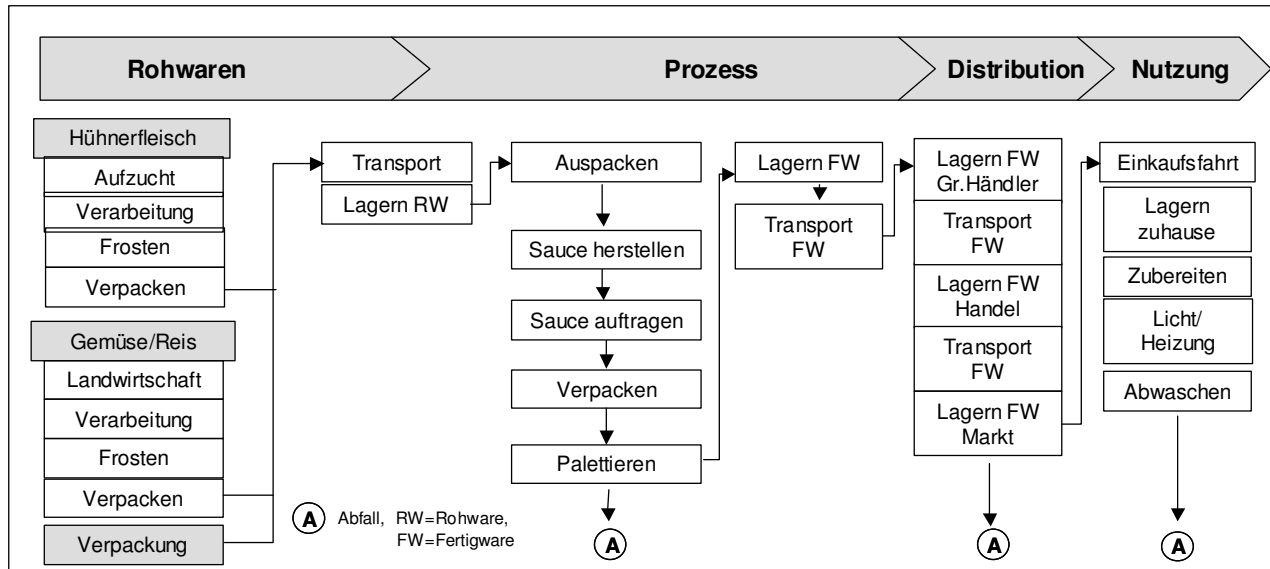 Rohwaren
Prozess
Distribution
Nutzung
Hühnerfleisch
Aufzucht
Verarbeitung
Frosten
Verpacken
Gemüse/Reis
Landwirtschaft
Verarbeitung
Frosten
Verpacken
Verpackung
Transport
Lagern RW
A Abfall, RW=Rohware,
FW=Fertigware
Auspacken
Sauce herstellen
Sauce auftragen
Verpacken
Palettieren
A
Lagern FW
Transport
FW
Lagern FW
Gr.Händler
Transport
FW
Lagern FW
Handel
Transport
FW
Lagern FW
Markt
A
Einkaufsfahrt
Lagern
zuhause
Zubereiten
Licht/
Heizung
Abwaschen
A